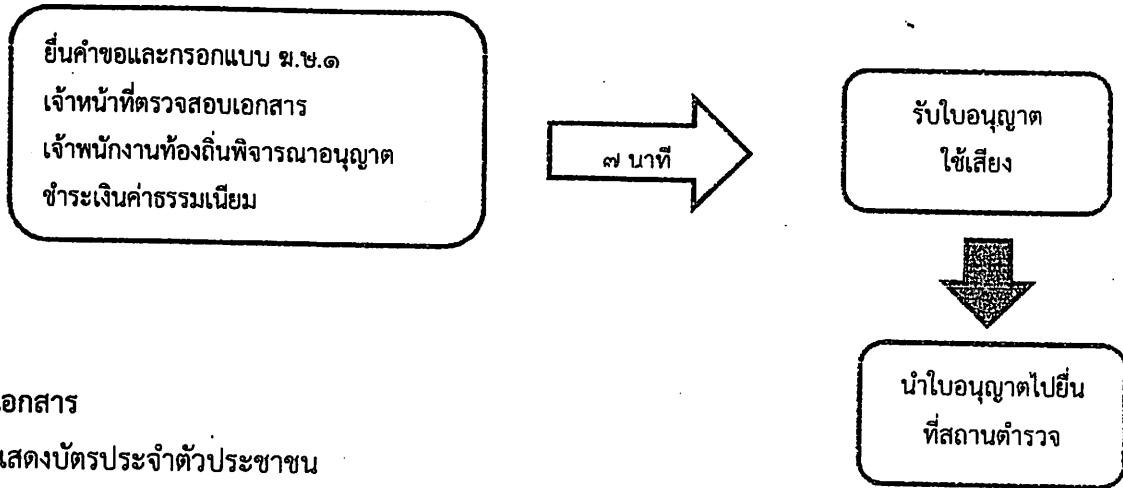 ยื่นคำขอและกรอกแบบ ฆ.ษ.๑
เจ้าหน้าที่ตรวจสอบเอกสาร
เจ้าพนักงานท้องถิ่นพิจารณาอนุญาต
ชำระเงินค่าธรรมเนียม
๗ นาที
รับใบอนุญาต
ใช้เสียง
นำใบอนุญาตไปยื่น
ที่สถานตำรวจ
อกสาร
แสดงบัตรประจำตัวประชาชน